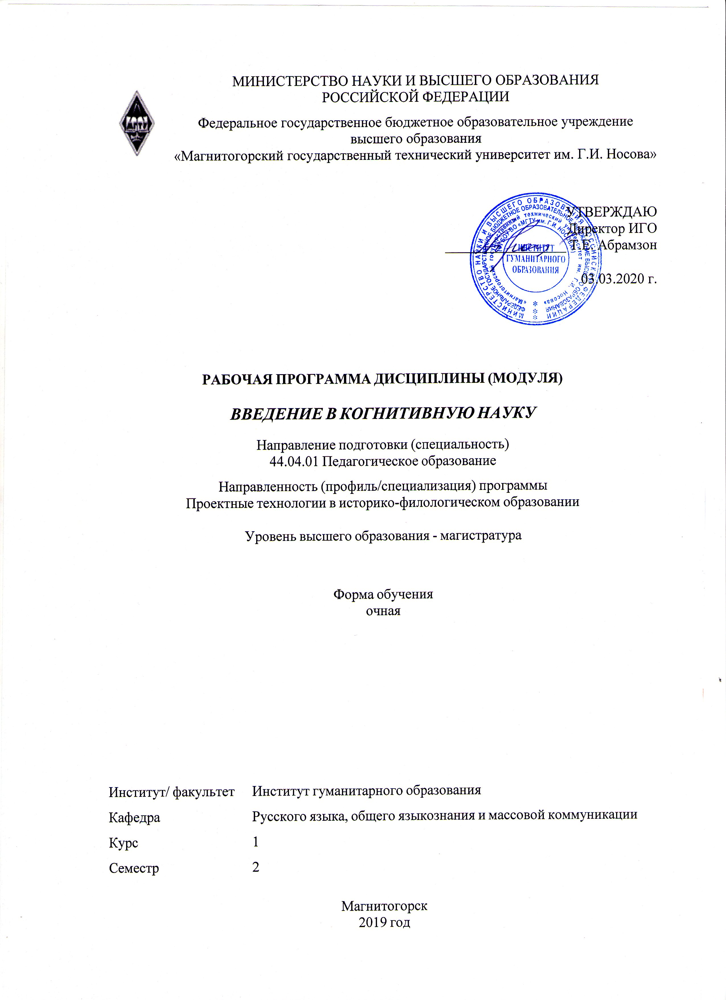 МИНИСТЕРСТВО НАУКИ И ВЫСШЕГО ОБРАЗОВАНИЯ
РОССИЙСКОЙ ФЕДЕРАЦИИ
МГТУ
Федеральное государственное бюджетное образовательное учреждение
высшего образования
«Магнитогорский государственный технический университет им. Г.И. Носова»
УТВЕРЖДАЮ
Директор ИГО
Т.Е. Абрамзон
03.03.2020 г.
МИНИСТЕРСТВО НАУКИ И ВЫСШЕГО ОБРАЗОВАНИЯ РОССИЙСКОЙ ФЕДЕРАЦИИ
ФЕДЕРАЛЬНОЕ ГОСУДАРСТВЕННОЕ БЮДЖЕТНОЕ ОБРАЗОВАТЕЛЬНОЕ УЧРЕЖДЕНИЕ ВЫСШЕГО ОБРАЗОВАНИЯ
«Магнитогорский государственный технический университет им. Г.И. Носова»
(ФГБОУ ВО «МГТУ им. Г.И. НОСОВА»)
ИНСТИТУТ
ГУМАНИТАРНОГО
ОБРАЗОВАНИЯ
РАБОЧАЯ ПРОГРАММА ДИСЦИПЛИНЫ (МОДУЛЯ)
ВВЕДЕНИЕ В КОГНИТИВНУЮ НАУКУ
Направление подготовки (специальность)
44.04.01 Педагогическое образование
Направленность (профиль/специализация) программы
Проектные технологии в историко-филологическом образовании
Уровень высшего образования - магистратура
Форма обучения
очная
Институт/ факультет Институт гуманитарного образования
Кафедра Русского языка, общего языкознания и массовой коммуникации
Курс 1
Семестр 2
Магнитогорск
2019 год